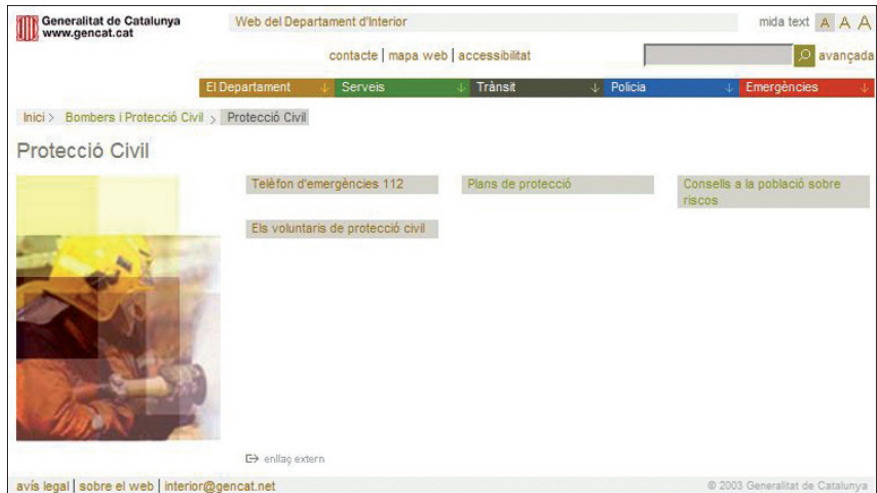 Generalitat de Catalunya
www.gencat.cat
Web del Departament d'Interior
mida text A A A
contacte | mapa web | accessibilitat
avançada
El Departament
Serveis
Trànsit
Policia
Emergències
Inici > Bombers i Protecció Civil > Protecció Civil
Protecció Civil
Telèfon d'emergències 112
Plans de protecció
Consells a la població sobre
riscos
Els voluntaris de protecció civil
enllaç extern
avís legal | sobre el web | interior@gencat.net
© 2003 Generalitat de Catalunya